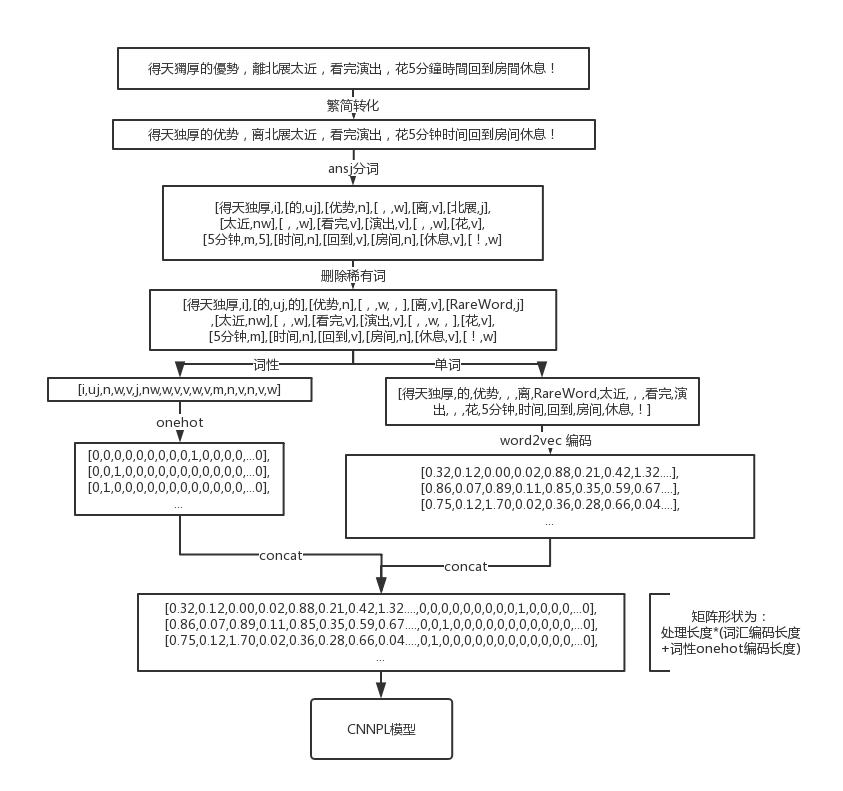 得天獨厚的優勢，離北展太近，看完演出，花5分鐘時間回到房間休息！
繁简转化
得天独厚的优势，离北展太近，看完演出，花5分钟时间回到房间休息！
ansj分词
[得天独厚,i],[的,uj],[优势,n],[，,w],[离,v],[北展,j],
[太近,nw],[，,w],[看完,v],[演出,v],[，,w],[花,v],
[5分钟,m,5],[时间,n],[回到,v],[房间,n],[休息,v],[！,w]
删除稀有词
[得天独厚,i],[的,uj,的],[优势,n],[，,w,，],[离,v],[RareWord,j]
,[太近,nw],[，,w],[看完,v],[演出,v],[，,w,，],[花,v],
[5分钟,m],[时间,n],[回到,v],[房间,n],[休息,v],[！,w]
词性
单词
[i,uj,n,w,v,j,nw,w,v,v,w,v,m,n,v,n,v,w]
[得天独厚,的,优势,，,离,RareWord,太近,，,看完,演
出,，,花,5分钟,时间,回到,房间,休息,！]
onehot
word2vec 编码
[0,0,0,0,0,0,0,0,0,1,0,0,0,0,...0],
[0,0,1,0,0,0,0,0,0,0,0,0,0,0,...0],
[0,1,0,0,0,0,0,0,0,0,0,0,0,0,...0],
...
[0.32,0.12,0.00,0.02,0.88,0.21,0.42,1.32....],
[0.86,0.07,0.89,0.11,0.85,0.35,0.59,0.67....],
[0.75,0.12,1.70,0.02,0.36,0.28,0.66,0.04....],
...
concat
concat
[0.32,0.12,0.00,0.02,0.88,0.21,0.42,1.32....,0,0,0,0,0,0,0,0,0,1,0,0,0,0,...0],
[0.86,0.07,0.89,0.11,0.85,0.35,0.59,0.67....,0,0,1,0,0,0,0,0,0,0,0,0,0,0,...0],
[0.75,0.12,1.70,0.02,0.36,0.28,0.66,0.04....,0,1,0,0,0,0,0,0,0,0,0,0,0,0,...0],
...
矩阵形状为：
处理长度*(词汇编码长度
+词性onehot编码长度)
CNNPL模型